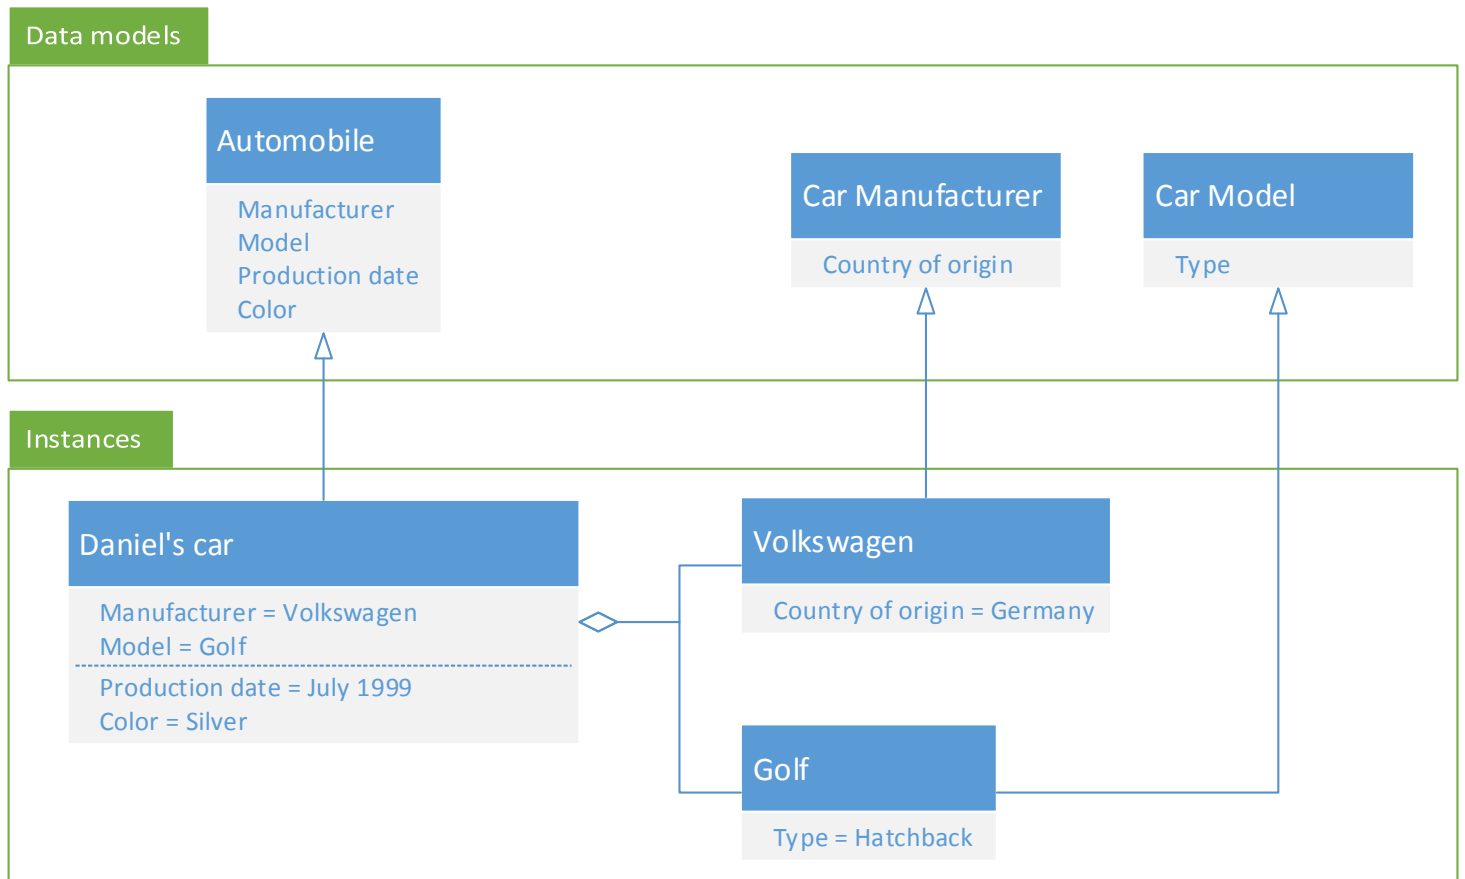 Data models
Automobile
Manufacturer
Model
Production date
Color
Car Manufacturer
Country of origin
Car Model
Type
Instances
Daniel's car
Manufacturer = Volkswagen
Model = Golf
Production date = July 1999
Color = Silver
Volkswagen
Country of origin = Germany
Golf
Type = Hatchback